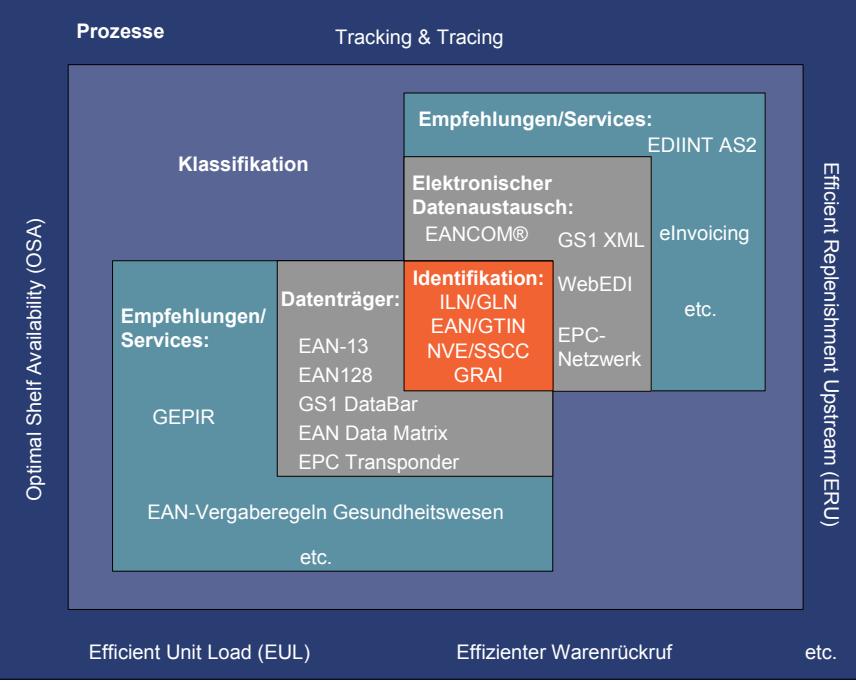 Prozesse
Tracking & Tracing
Optimal Shelf Availability (OSA)
Klassifikation
Empfehlungen/Services:
EDIINT AS2
eInvoicing
etc.
Elektronischer
Datenaustausch:
EANCOM®
GS1 XML
WebEDI
EPC-
Netzwerk
Identifikation:
ILN/GLN
EAN/GTIN
NVE/SSCC
GRAI
Datenträger:
EAN-13
EAN128
GS1 DataBar
EAN Data Matrix
EPC Transponder
Empfehlungen/
Services:
GEPIR
EAN-Vergaberegeln Gesundheitswesen
etc.
Efficient Replenishment Upstream (ERU)
Efficient Unit Load (EUL)
Effizienter Warenrückruf
etc.